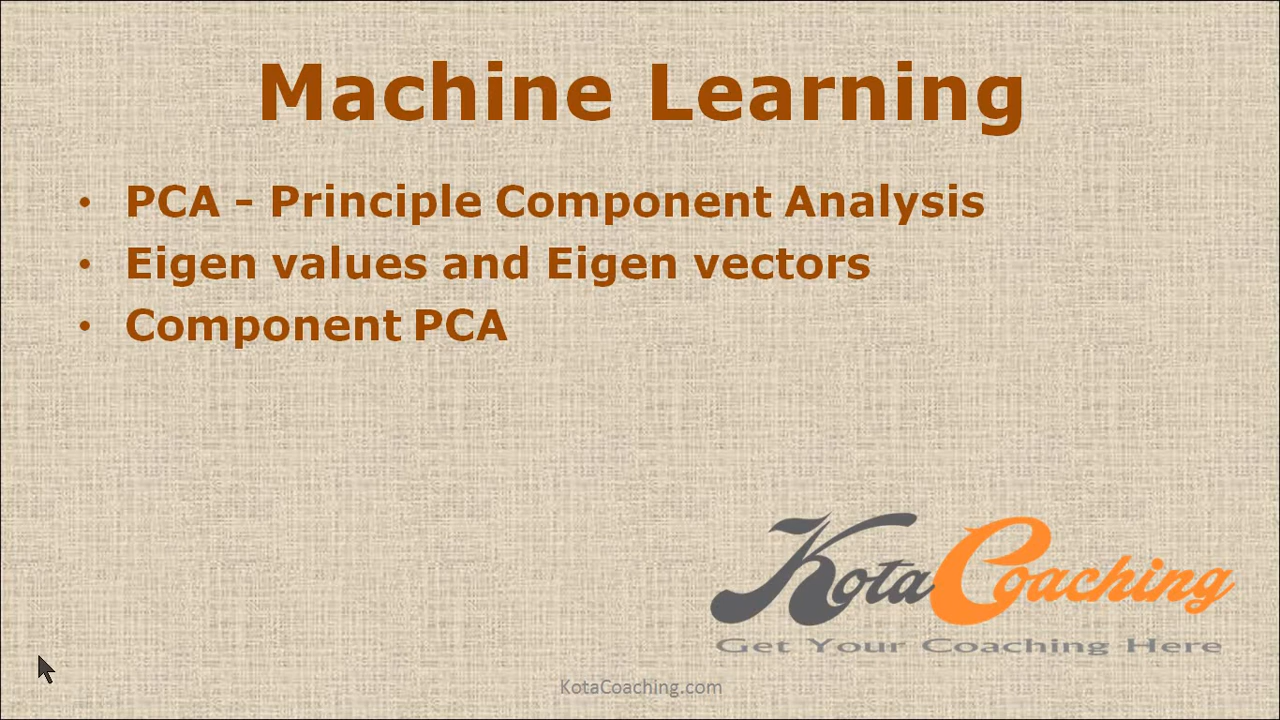 Machine Learning
• PCA – Principle Component Analysis
• Eigen values and Eigen vectors
• Component PCA
KotaCoaching
Get Your Coaching Here
KotaCoaching.com